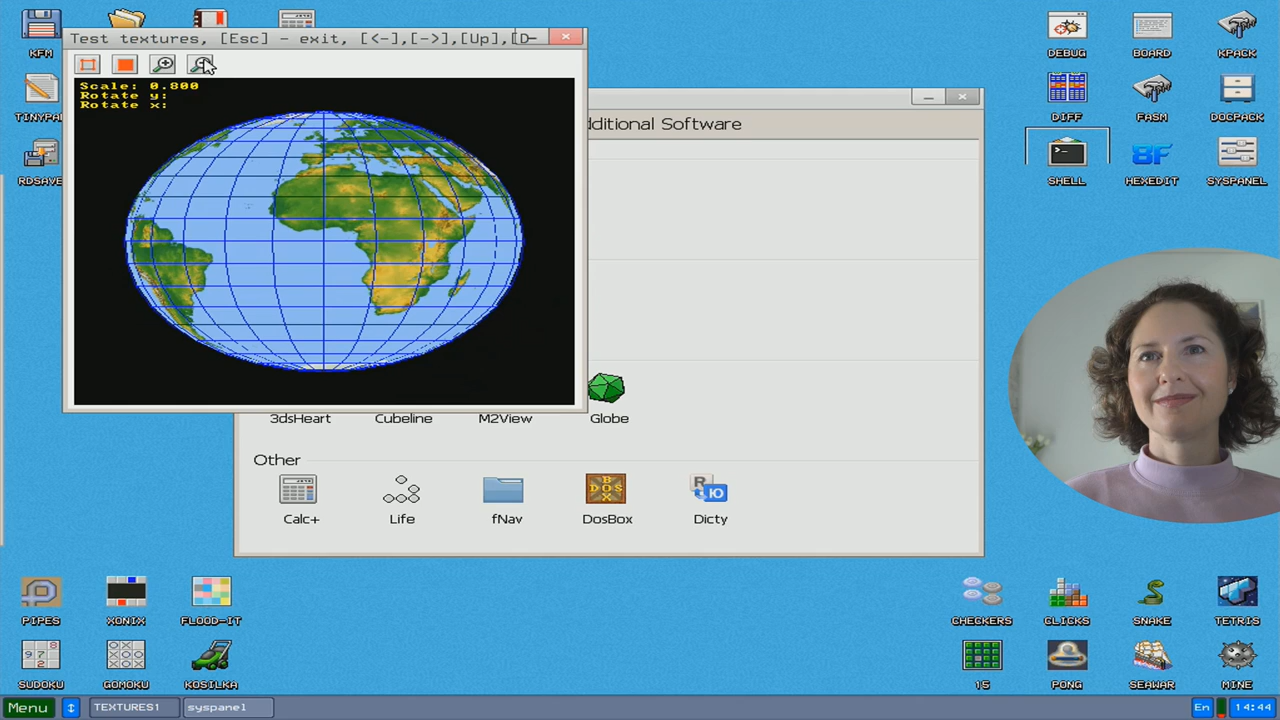 Test textures, [Esc] - exit, [<-],[->],[Up],[D-
Scale: 0.800
Rotate y:
Rotate x:
KFM
RDSAVE
dditional Software
DEBUG
BOARD
KPACK
DIFF
FASM
DOCPACK
SHELL
HEXEDIT
SYSPANEL
3dsHeart
Cubeline
M2View
Globe
Other
Calc+
Life
fNav
DosBox
Dicty
PIPES
XONIX
FLOOD-IT
SUDOKU
GOMOKU
KOSILKA
CHECKERS
CLICKS
SNAKE
TETRIS
15
PONG
SEAWAR
MINE
Menu
TEXTURES1
syspanel
En
14:44